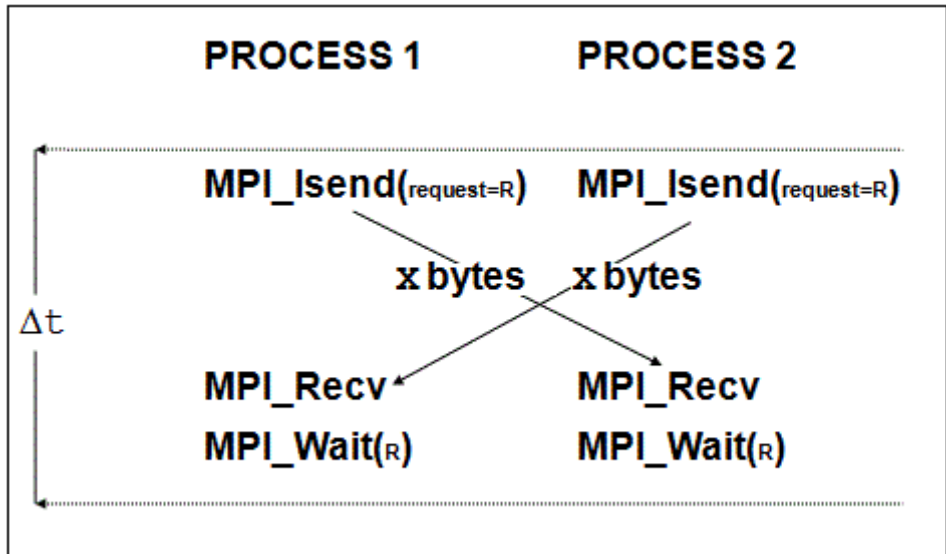 PROCESS 1 PROCESS 2
MPI_Isend(request=R) MPI_Isend(request=R)
x bytes x bytes
Δt
MPI_Recv MPI_Recv
MPI_Wait(R) MPI_Wait(R)